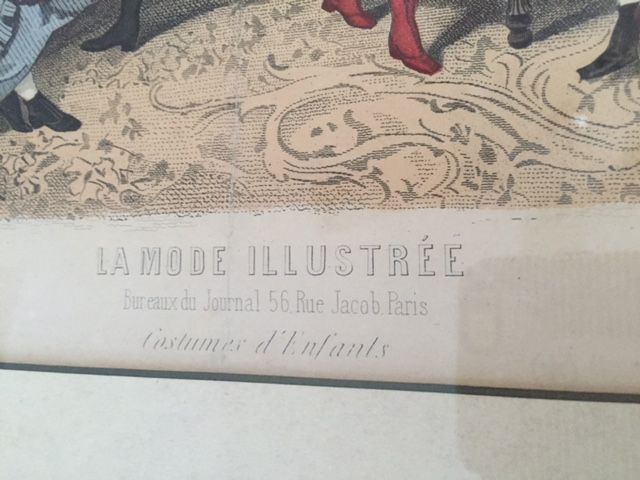 LA MODE ILLUSTRÉE
Bureaux du Journal 56, Rue Jacob, Paris
Costumes d'Enfants